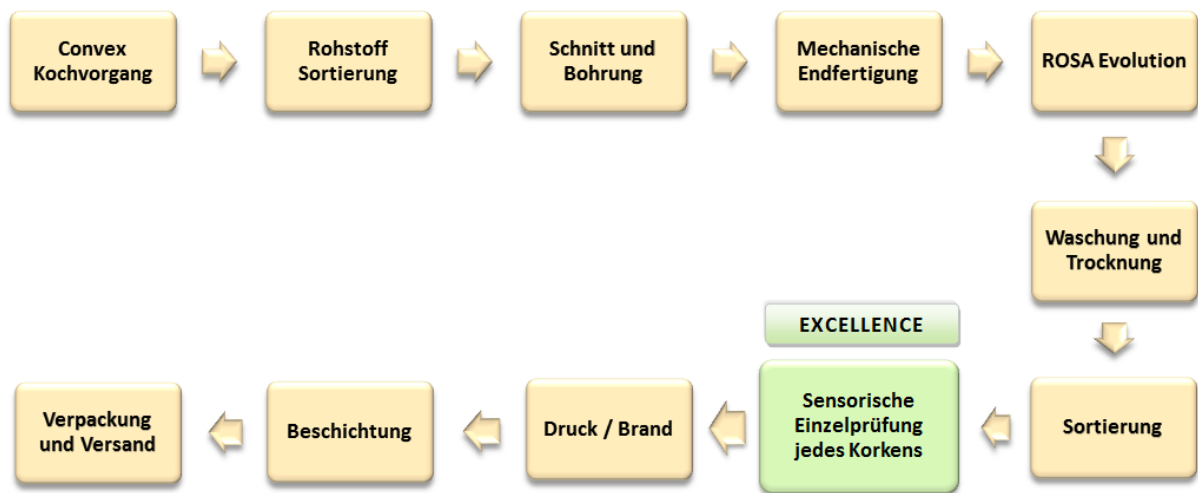 Convex
Kochvorgang
Rohstoff
Sortierung
Schnitt und
Bohrung
Mechanische
Endfertigung
ROSA Evolution
Waschung und
Trocknung
Sortierung
EXCELLENCE
Sensorische
Einzelprüfung
jedes Korkens
Druck / Brand
Beschichtung
Verpackung
und Versand